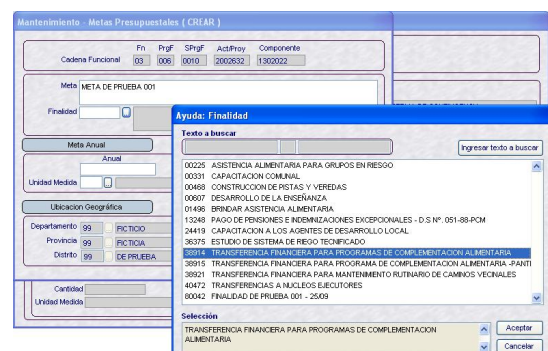 Mantenimiento - Metas Presupuestales ( CREAR )
Fn PrgF SPrgF Act/Proy Componente
Cadena Funcional 03 006 0010 2002632 1302022
Meta META DE PRUEBA 001
Finalidad
Meta Anual
Anual
Unidad Medida
Ubicacion Geográfica
Departamento 99 FICTICIO
Provincia 99 FICTICIA
Distrito 99 DE PRUEBA
Cantidad
Unidad Medida
Ayuda: Finalidad
Texto a buscar
Ingresar texto a buscar
00225 ASISTENCIA ALIMENTARIA PARA GRUPOS EN RIESGO
00331 CAPACITACION COMUNAL
00468 CONSTRUCCION DE PISTAS Y VEREDAS
00607 DESARROLLO DE LA ENSEÑANZA
01496 BRINDAR ASISTENCIA ALIMENTARIA
13248 PAGO DE PENSIONES E INDEMNIZACIONES EXCEPCIONALES - D.S Nº. 051-88-PCM
24419 CAPACITACION A LOS AGENTES DE DESARROLLO LOCAL
36375 ESTUDIO DE SISTEMA DE RIEGO TECNIFICADO
38914 TRANSFERENCIA FINANCIERA PARA PROGRAMAS DE COMPLEMENTACION ALIMENTARIA
38915 TRANSFERENCIA FINANCIERA PARA PROGRAMA DE COMPLEMENTACION ALIMENTARIA -PANTI
38921 TRANSFERENCIA FINANCIERA PARA MANTENIMIENTO RUTINARIO DE CAMINOS VECINALES
40472 TRANSFERENCIAS A NUCLEOS EJECUTORES
80042 FINALIDAD DE PRUEBA 001 - 25/09
Selección
TRANSFERENCIA FINANCIERA PARA PROGRAMAS DE COMPLEMENTACION
ALIMENTARIA
Aceptar
Cancelar